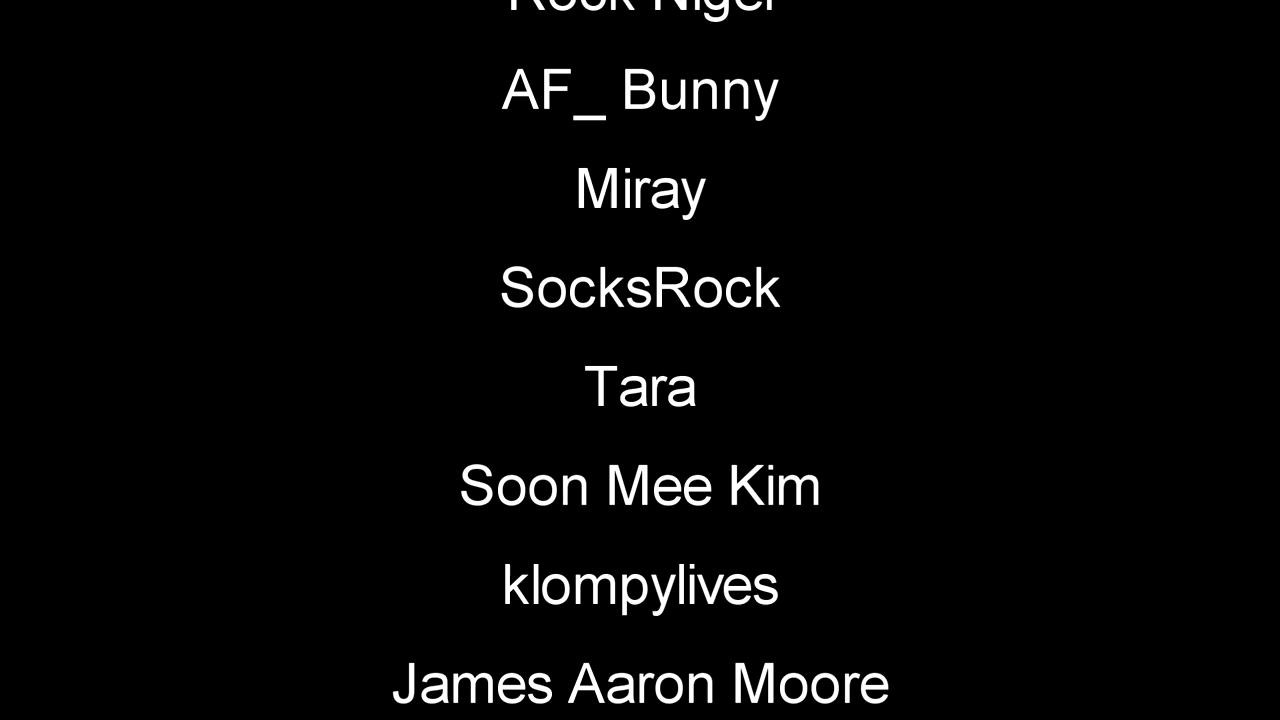 AF_ Bunny
Miray
SocksRock
Tara
Soon Mee Kim
klompylives
James Aaron Moore